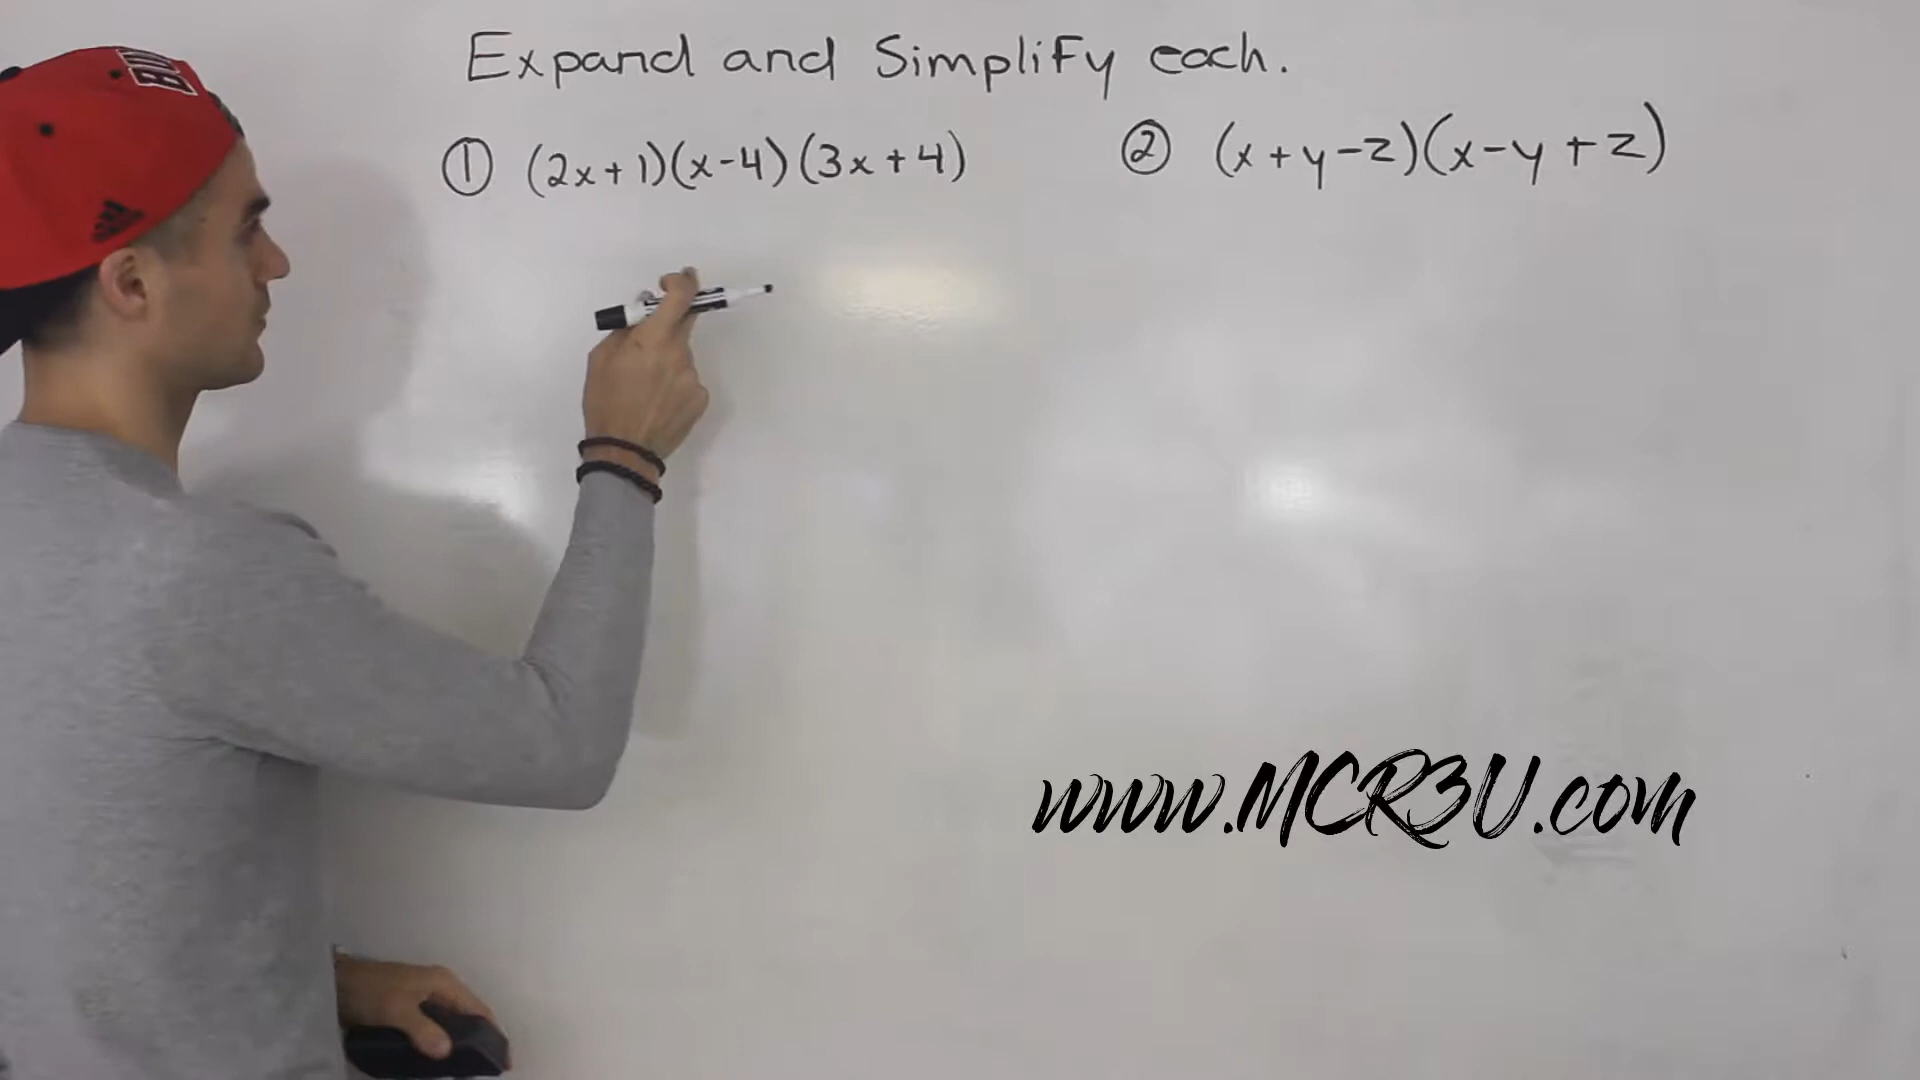 Expand and Simplify each.
① (2x+1)(x-4)(3x+4)
② (x+y-z)(x-y+z)
www.MCR3U.com